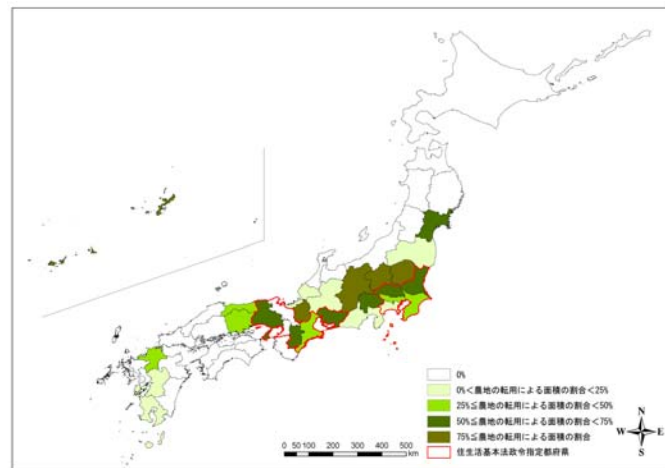 0%
0%<農地の転用による面積の割合<25%
25%≦農地の転用による面積の割合<50%
50%≦農地の転用による面積の割合<75%
75%≦農地の転用による面積の割合
住生活基本法政令指定都府県
0 50 100 200 300 400 500
km
N
W E
S